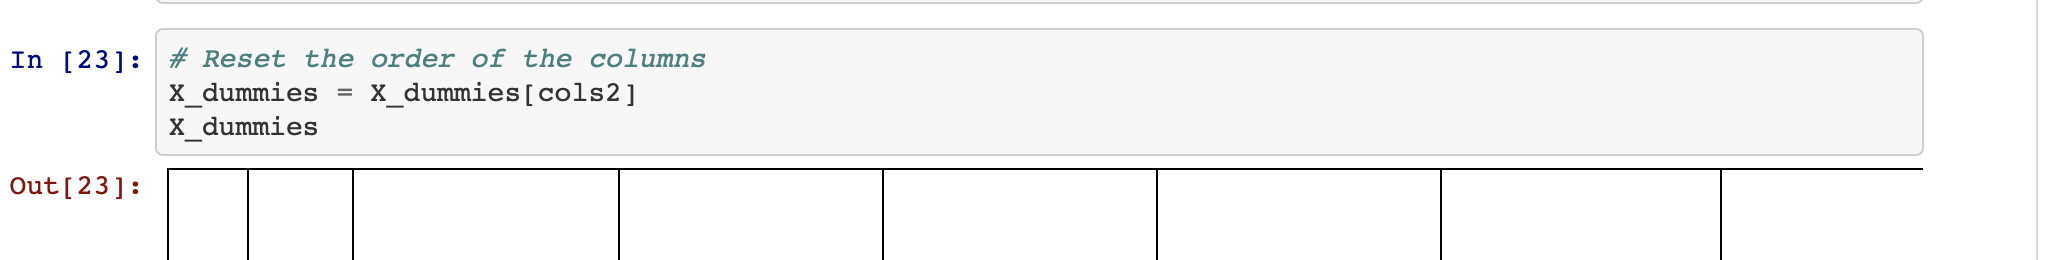 In [23]:
# Reset the order of the columns
X_dummies = X_dummies[cols2]
X_dummies
Out[23]: